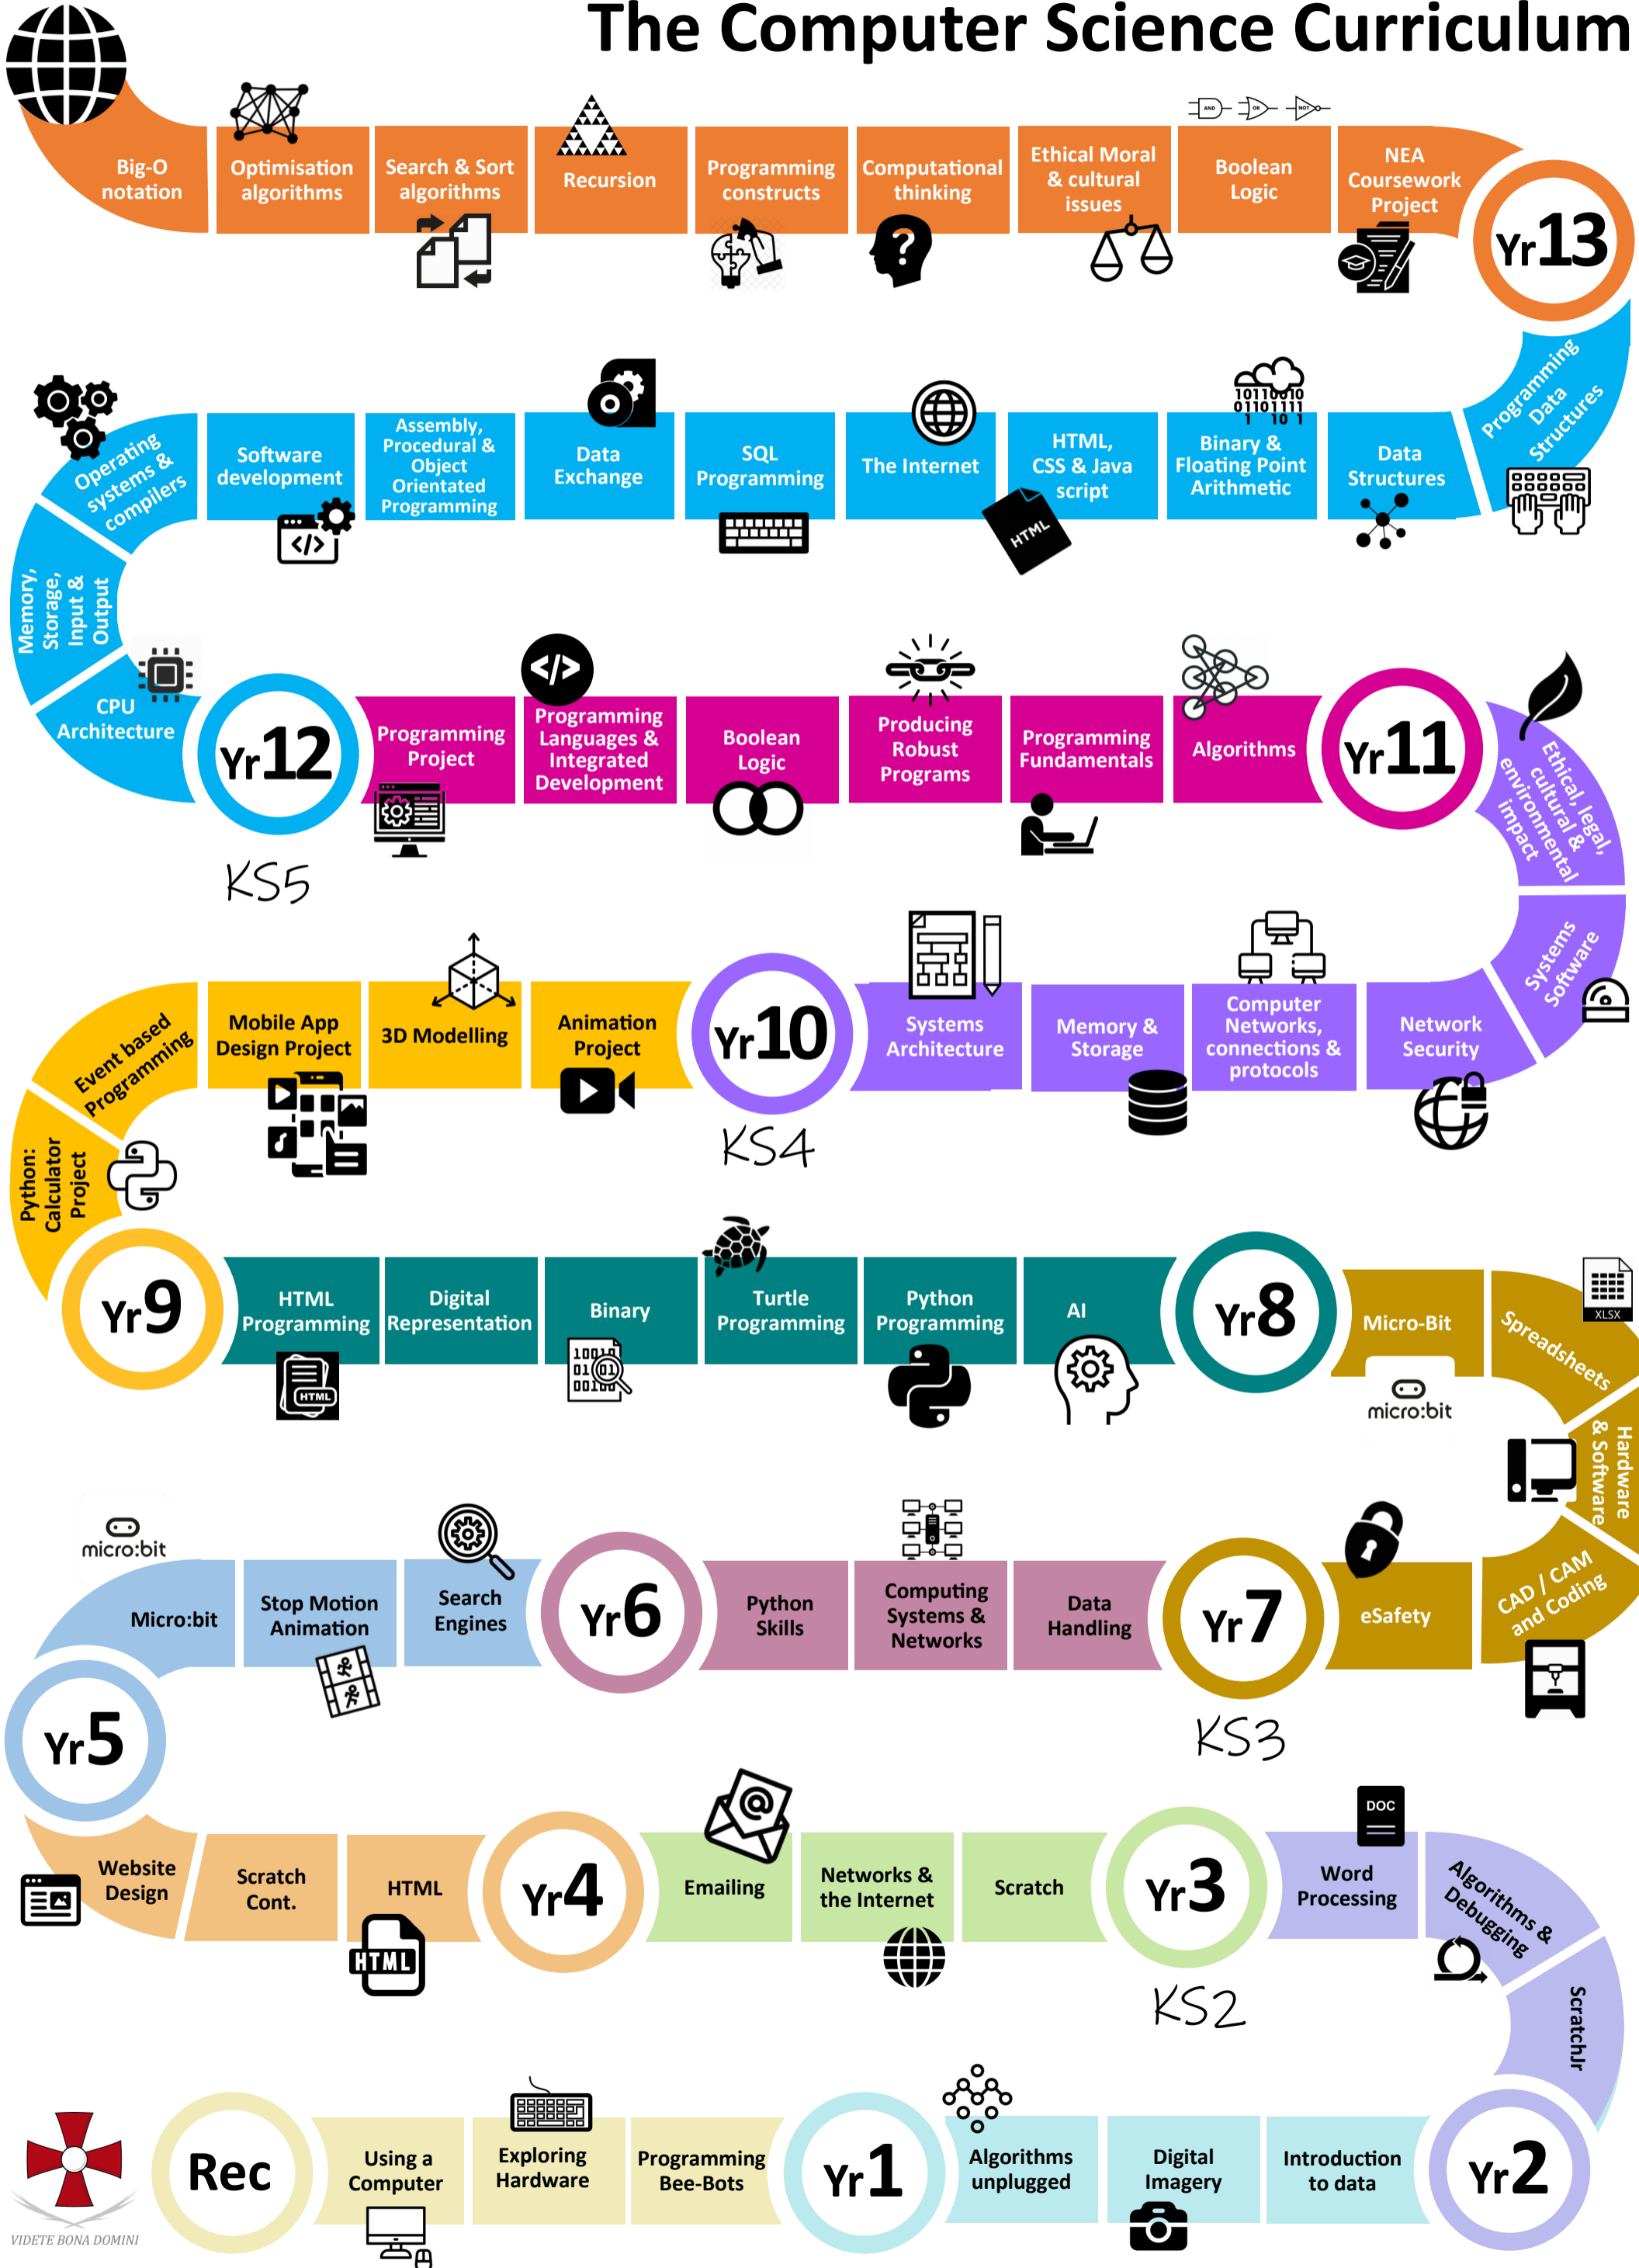 The Computer Science Curriculum
Big-O
notation
Optimisation
algorithms
Search & Sort
algorithms
Recursion
Programming
constructs
Computational
thinking
Ethical Moral
& cultural
issues
AND
OR
NOT
Boolean
Logic
NEA
Coursework
Project
Yr13
Operating
systems &
compilers
Software
development
Assembly,
Procedural &
Object
Orientated
Programming
Data
Exchange
SQL
Programming
The Internet
HTML,
CSS & Java
script
HTML
10110010
01101111
1 10 1
Binary &
Floating Point
Arithmetic
Data
Structures
Programming
Data
Structures
Memory,
Storage,
Input &
Output
CPU
Architecture
Yr12
KS5
Programming
Project
Programming
Languages &
Integrated
Development
Boolean
Logic
Producing
Robust
Programs
Programming
Fundamentals
Algorithms
Yr11
Ethical, legal,
cultural &
environmental
impact
Systems
Software
Event based
Programming
Mobile App
Design Project
3D Modelling
Animation
Project
Yr10
KS4
Systems
Architecture
Memory &
Storage
Computer
Networks,
connections &
protocols
Network
Security
Python:
Calculator
Project
Yr9
HTML
Programming
HTML
Digital
Representation
Binary
Turtle
Programming
Python
Programming
AI
Yr8
Micro-Bit
micro:bit
Spreadsheets
XLSX
Hardware
& Software
CAD / CAM
and Coding
micro:bit
Micro:bit
Stop Motion
Animation
Search
Engines
Yr6
Python
Skills
Computing
Systems &
Networks
Data
Handling
Yr7
KS3
eSafety
Yr5
Website
Design
Scratch
Cont.
HTML
HTML
Yr4
Emailing
Networks &
the Internet
Scratch
Yr3
KS2
DOC
Word
Processing
Algorithms &
Debugging
ScratchJr
VIDETE BONA DOMINI
Rec
Using a
Computer
Exploring
Hardware
Programming
Bee-Bots
Yr1
Algorithms
unplugged
Digital
Imagery
Introduction
to data
Yr2